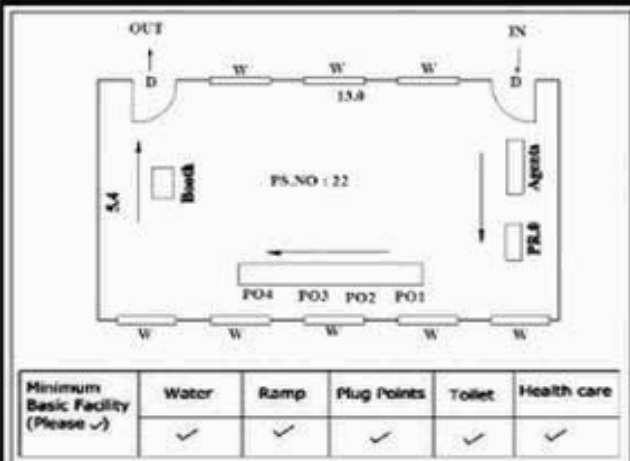 OUT IN
D W W W D
13.0
5.4
Booth
PS.NO : 22
Agents
PR.0
PO4 PO3 PO2 PO1
W W W W W
Minimum Basic Facility (Please ✓) Water Ramp Plug Points Toilet Health care
✓ ✓ ✓ ✓ ✓